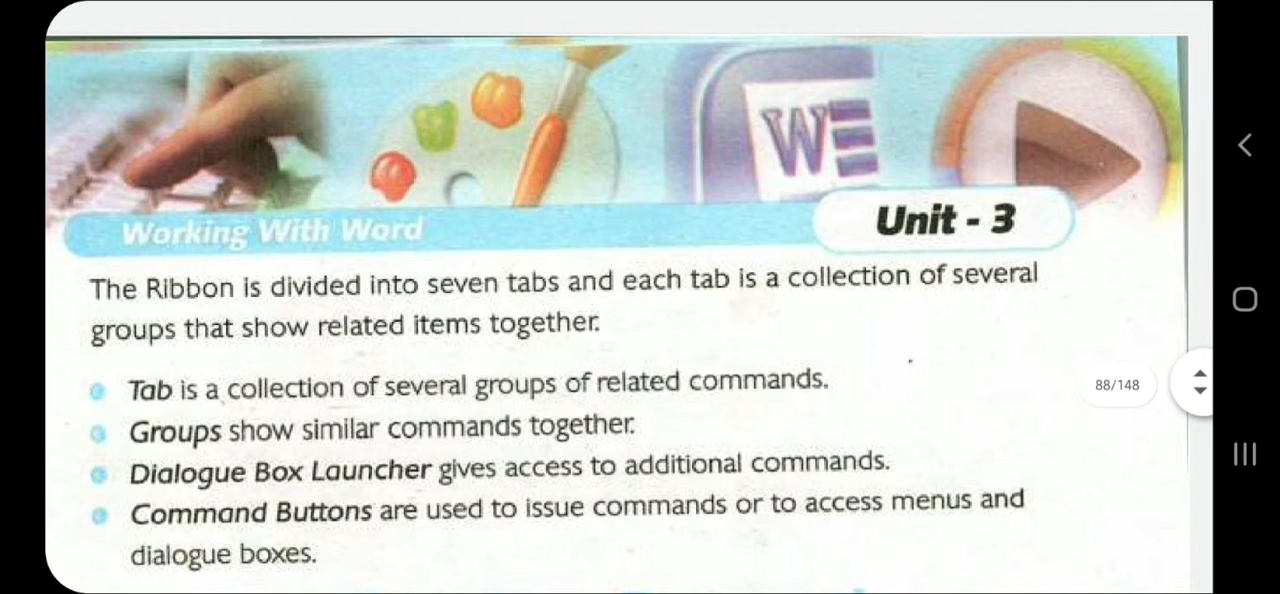 W
Working With Word
Unit - 3
The Ribbon is divided into seven tabs and each tab is a collection of several
groups that show related items together.
Tab is a collection of several groups of related commands.
Groups show similar commands together.
88/148
Dialogue Box Launcher gives access to additional commands.
Command Buttons are used to issue commands or to access menus and
dialogue boxes.